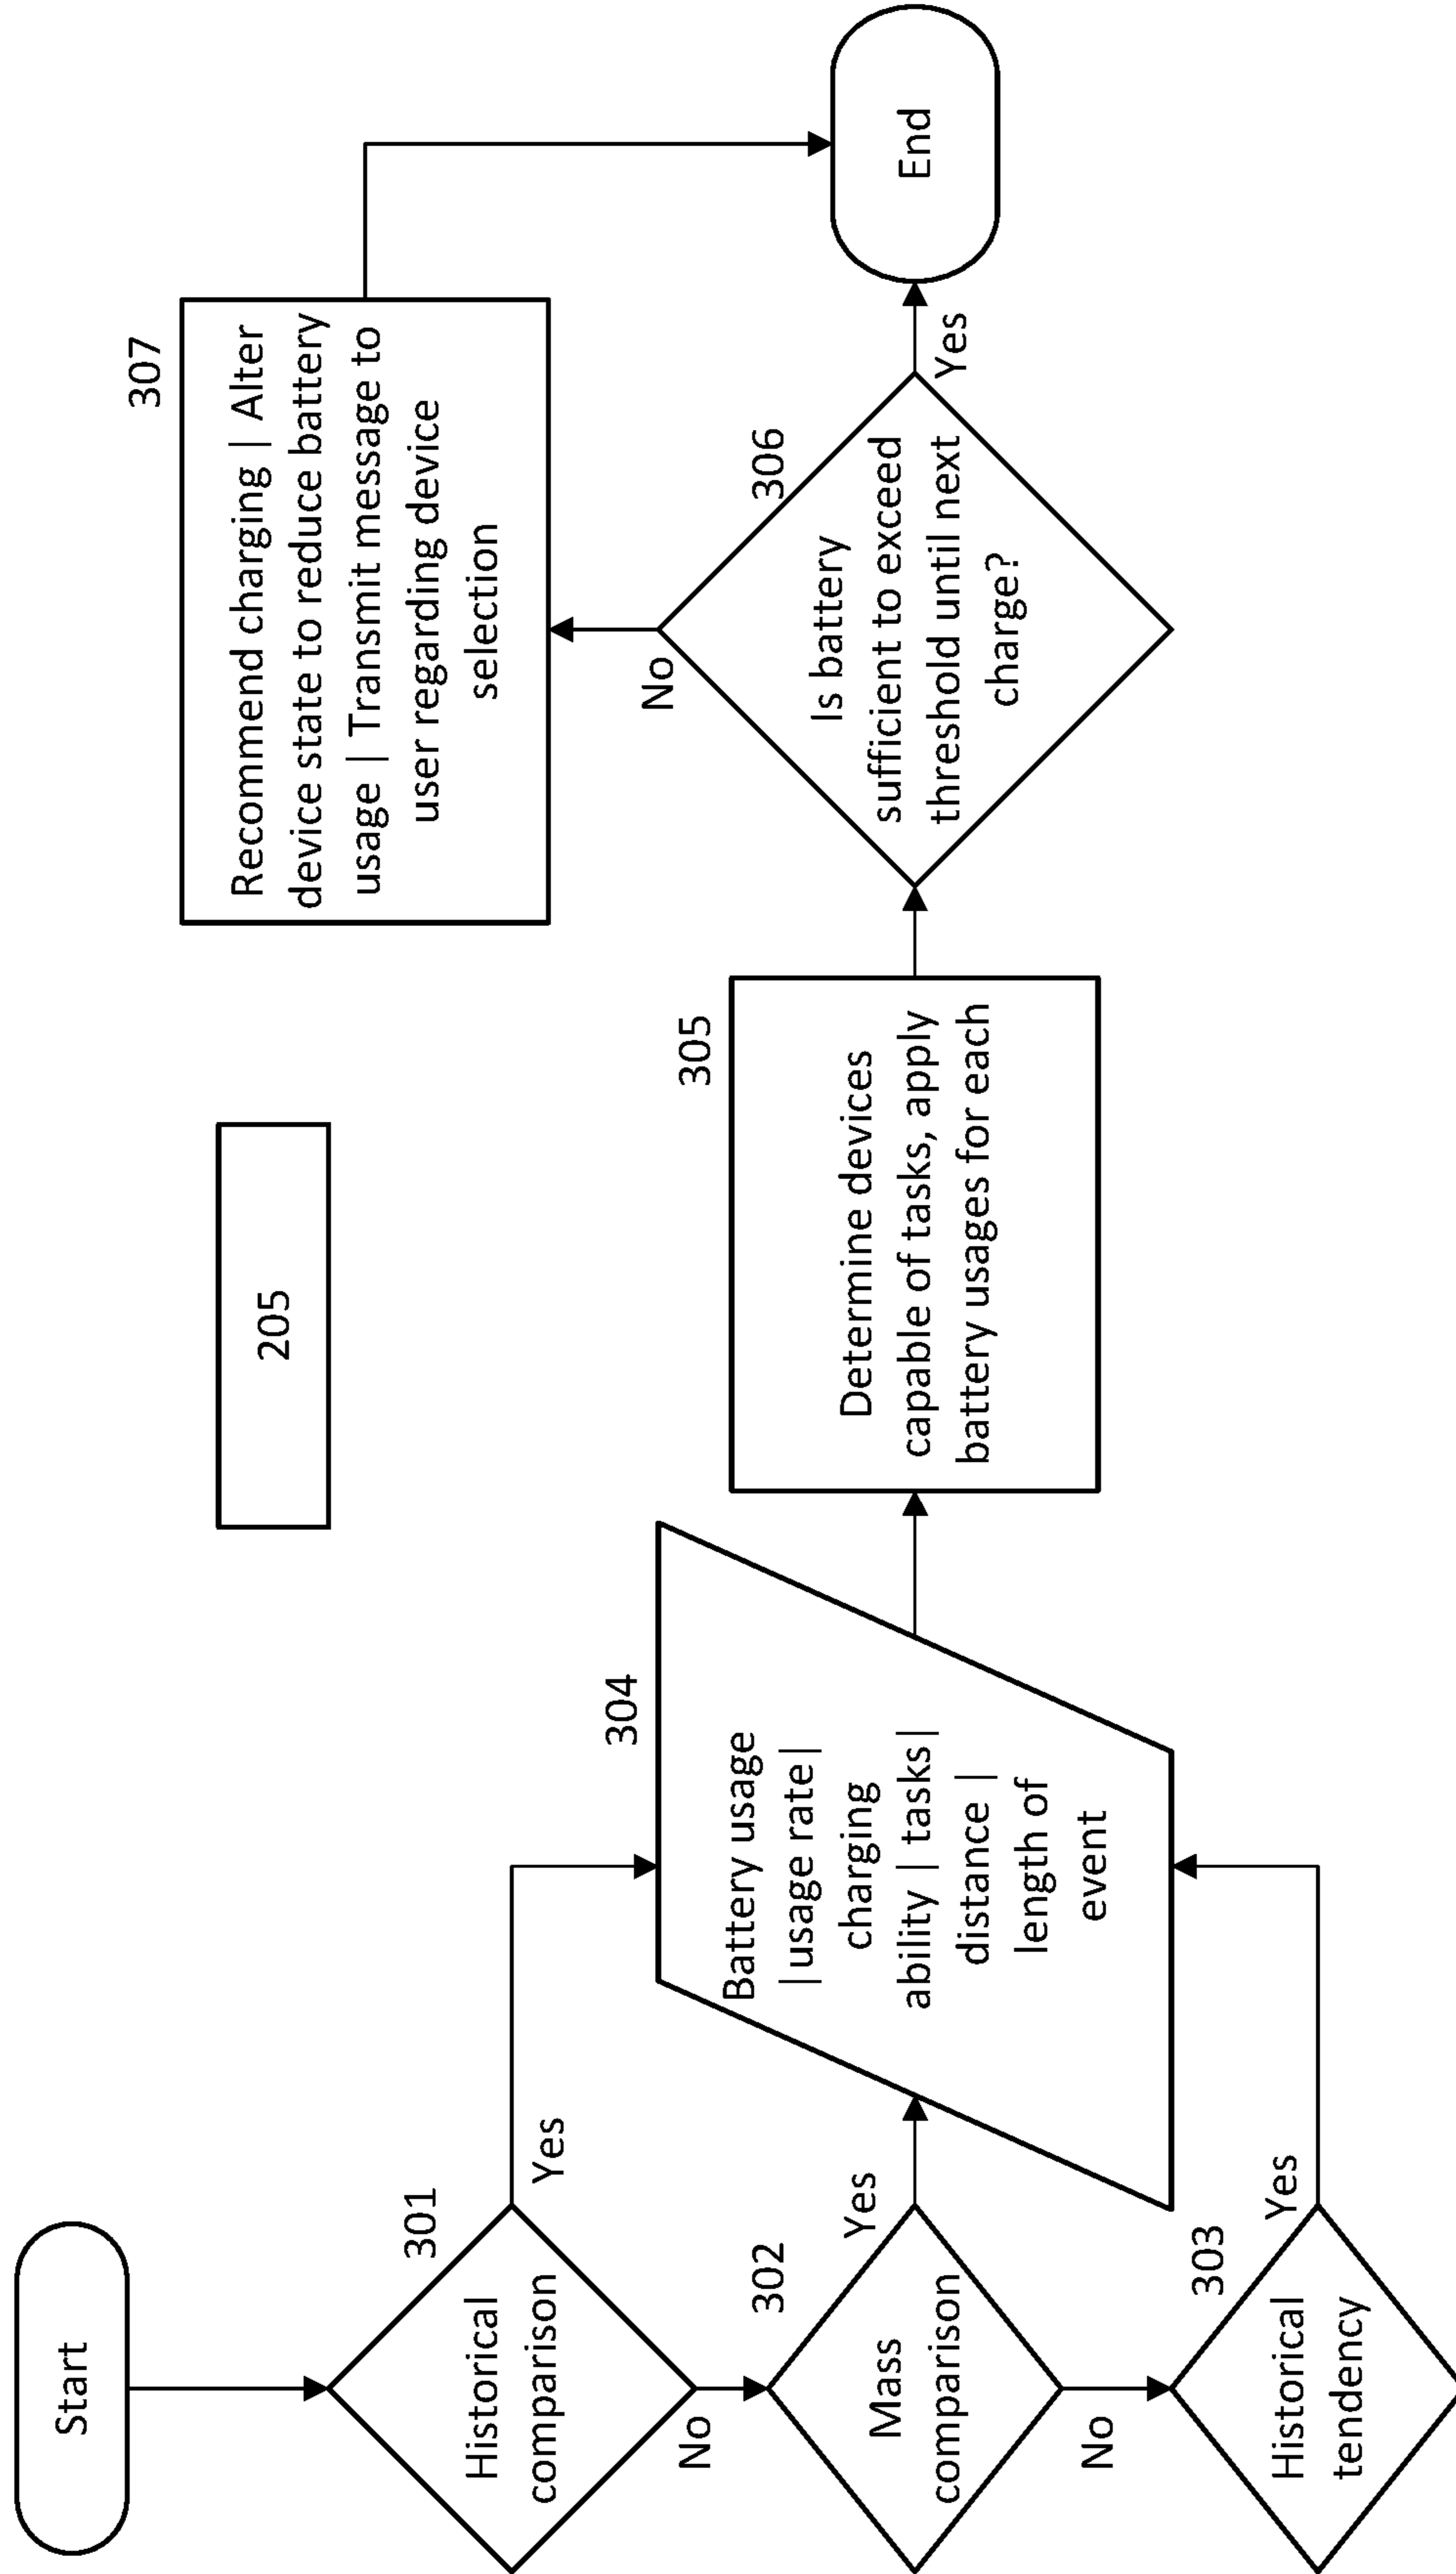 Start
301
Historical
comparison
Yes
No
302
Mass
comparison
Yes
No
303
Historical
tendency
Yes
304
Battery usage
|usage rate|
charging
ability | tasks|
distance |
length of
event
205
305
Determine devices
capable of tasks, apply
battery usages for each
306
Is battery
sufficient to exceed
threshold until next
charge?
No
Yes
307
Recommend charging | Alter
device state to reduce battery
usage | Transmit message to
user regarding device
selection
End